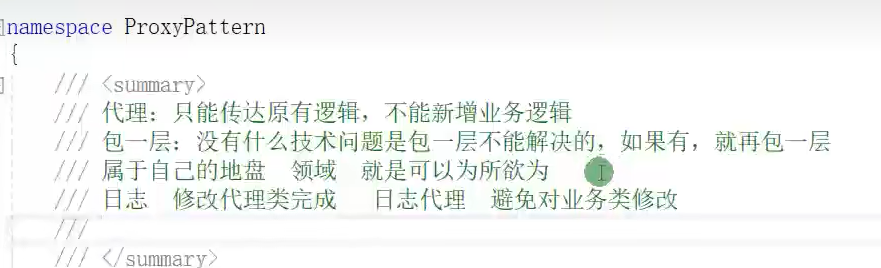 namespace ProxyPattern
{
/// <summary>
/// 代理：只能传达原有逻辑，不能新增业务逻辑
/// 包一层：没有什么技术问题是包一层不能解决的，如果有，就再包一层
/// 属于自己的地盘  领域  就是可以为所欲为
/// 日志  修改代理类完成   日志代理  避免对业务类修改
///
/// </summary>